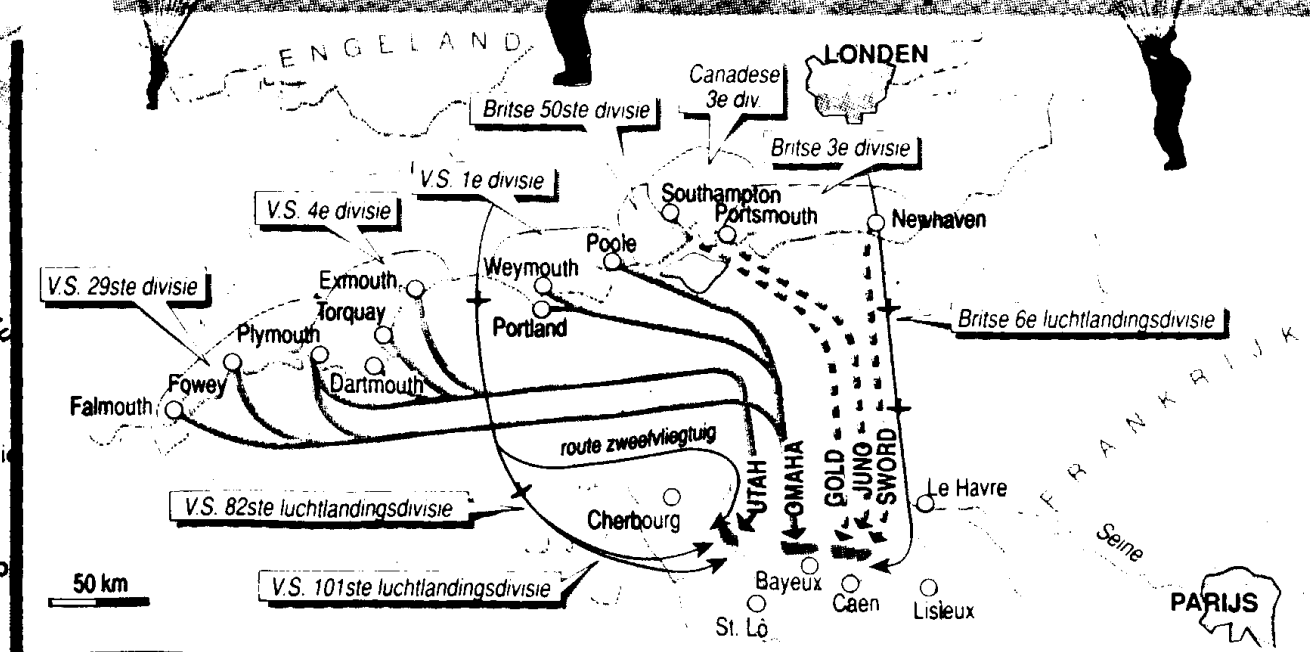 ENGELAND
LONDEN
Canadese
3e div.
Britse 50ste divisie
Britse 3e divisie
V.S. 1e divisie
Southampton
Portsmouth
Newhaven
V.S. 4e divisie
Poole
Weymouth
Exmouth
V.S. 29ste divisie
Torquay
Portland
Plymouth
Britse 6e luchtlandingsdivisie
Dartmouth
Fowey
Falmouth
FRANKRIJK
route zweefvliegtuig
UTAH
OMAHA
GOLD
JUNO
SWORD
Le Havre
V.S. 82ste luchtlandingsdivisie
Cherbourg
Seine
V.S. 101ste luchtlandingsdivisie
50 km
Bayeux
Caen
Lisieux
PARIJS
St. Lô